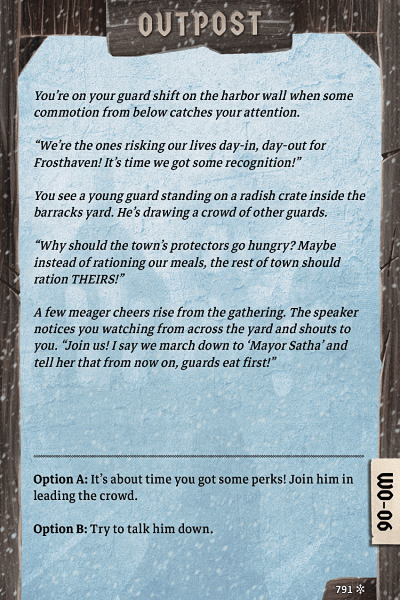 OUTPOST
You're on your guard shift on the harbor wall when some
commotion from below catches your attention.
“We're the ones risking our lives day-in, day-out for
Frosthaven! It's time we got some recognition!”
You see a young guard standing on a radish crate inside the
barracks yard. He's drawing a crowd of other guards.
“Why should the town's protectors go hungry? Maybe
instead of rationing our meals, the rest of town should
ration THEIRS!”
A few meager cheers rise from the gathering. The speaker
notices you watching from across the yard and shouts to
you. “Join us! I say we march down to ‘Mayor Satha’ and
tell her that from now on, guards eat first!”
Option A: It's about time you got some perks! Join him in
leading the crowd.
Option B: Try to talk him down.
WO-06
791